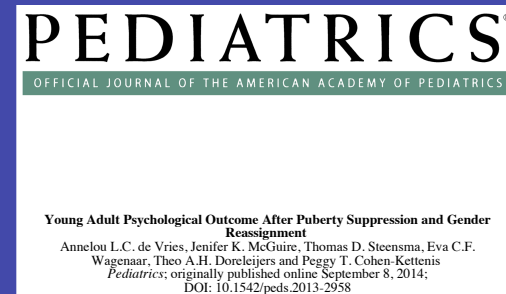 PEDIATRICS
OFFICIAL JOURNAL OF THE AMERICAN ACADEMY OF PEDIATRICS
Young Adult Psychological Outcome After Puberty Suppression and Gender
Reassignment
Annelou L.C. de Vries, Jenifer K. McGuire, Thomas D. Steensma, Eva C.F.
Wagenaar, Theo A.H. Doreleijers and Peggy T. Cohen-Kettenis
Pediatrics; originally published online September 8, 2014;
DOI: 10.1542/peds.2013-2958